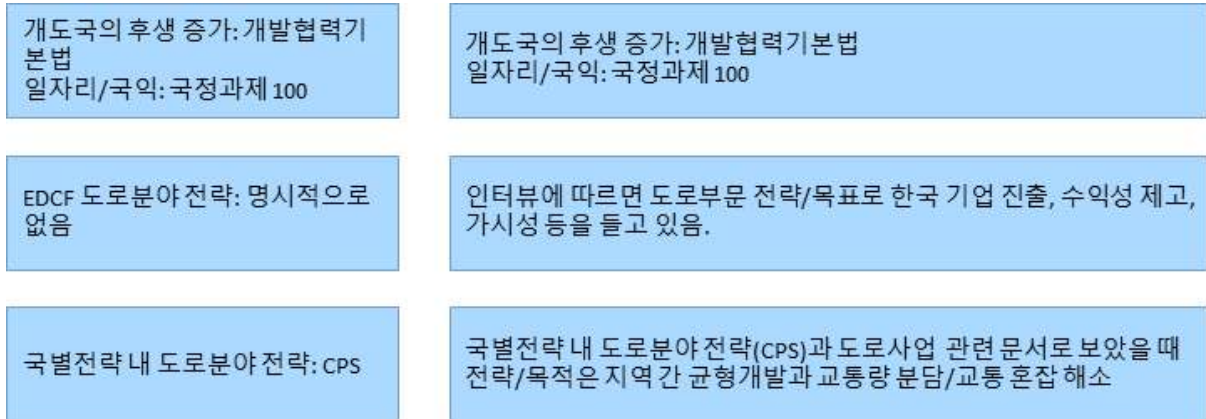 개도국의 후생 증가: 개발협력기
본법
일자리/국익: 국정과제 100
개도국의 후생 증가: 개발협력기본법
일자리/국익: 국정과제 100
EDCF 도로분야 전략: 명시적으로
없음
인터뷰에 따르면 도로부문 전략/목표로 한국 기업 진출, 수익성 제고,
가시성 등을 들고 있음.
국별전략 내 도로분야 전략: CPS
국별전략 내 도로분야 전략(CPS)과 도로사업 관련 문서로 보았을 때
전략/목적은 지역 간 균형개발과 교통량 분담/교통 혼잡 해소